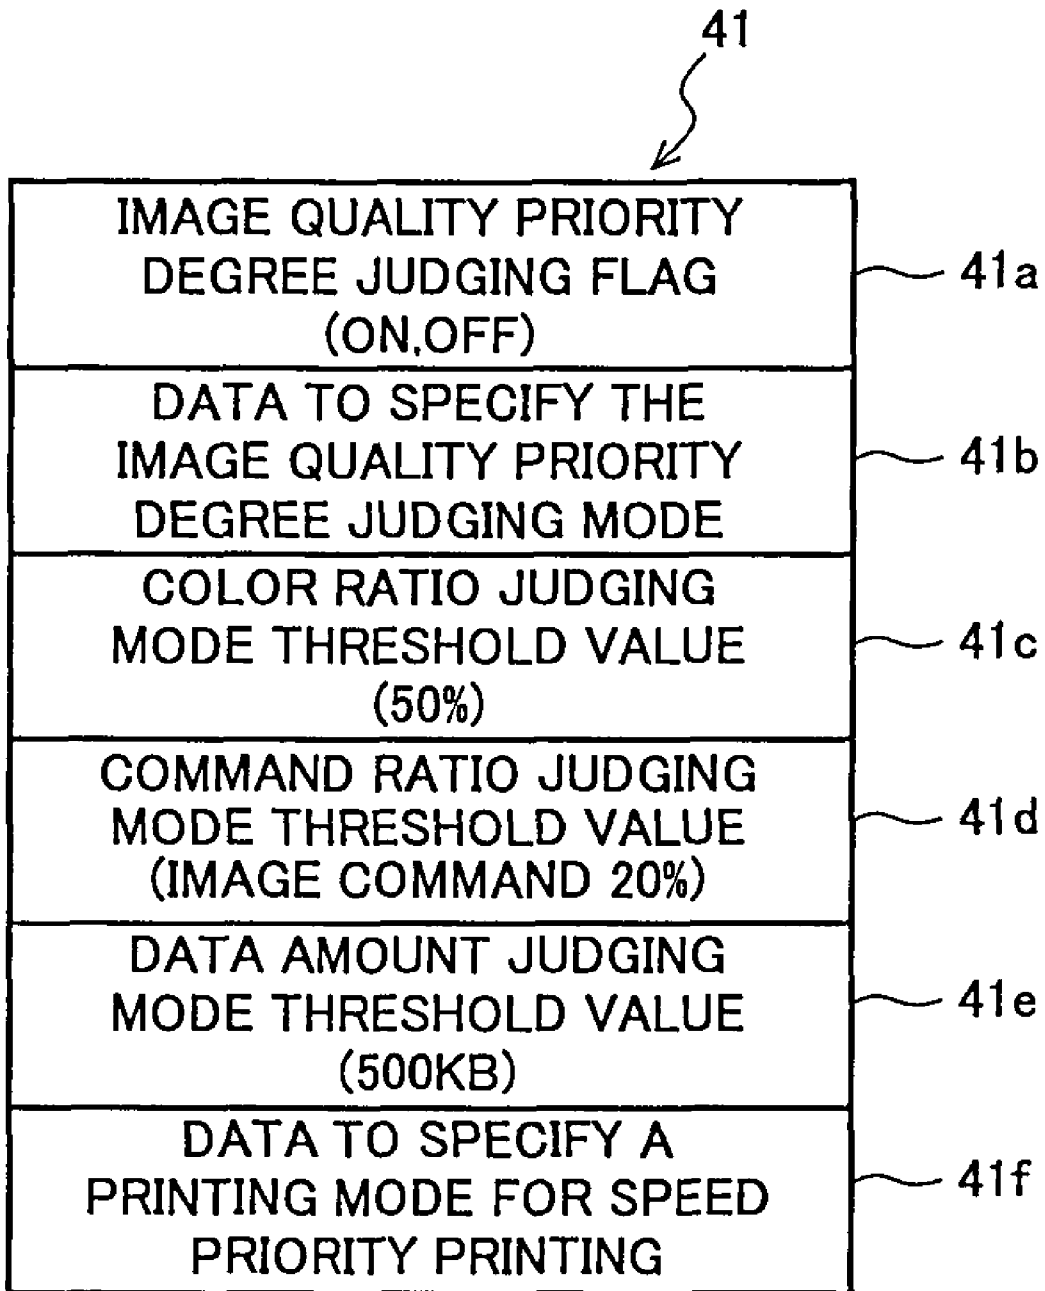 41
IMAGE QUALITY PRIORITY
DEGREE JUDGING FLAG
(ON,OFF)
41a
DATA TO SPECIFY THE
IMAGE QUALITY PRIORITY
DEGREE JUDGING MODE
41b
COLOR RATIO JUDGING
MODE THRESHOLD VALUE
(50%)
41c
COMMAND RATIO JUDGING
MODE THRESHOLD VALUE
(IMAGE COMMAND 20%)
41d
DATA AMOUNT JUDGING
MODE THRESHOLD VALUE
(500KB)
41e
DATA TO SPECIFY A
PRINTING MODE FOR SPEED
PRIORITY PRINTING
41f